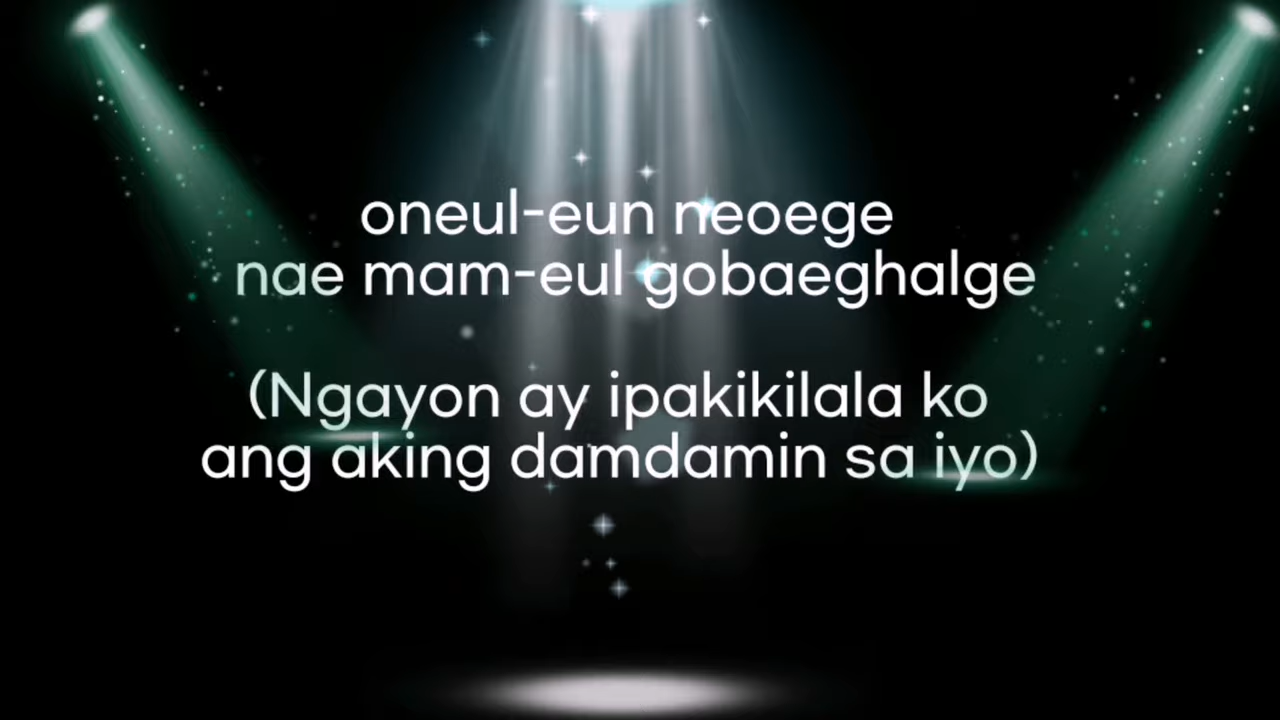 oneul-eun neoege
nae mam-eul gobaeghalge
(Ngayon ay ipakikilala ko
ang aking damdamin sa iyo)